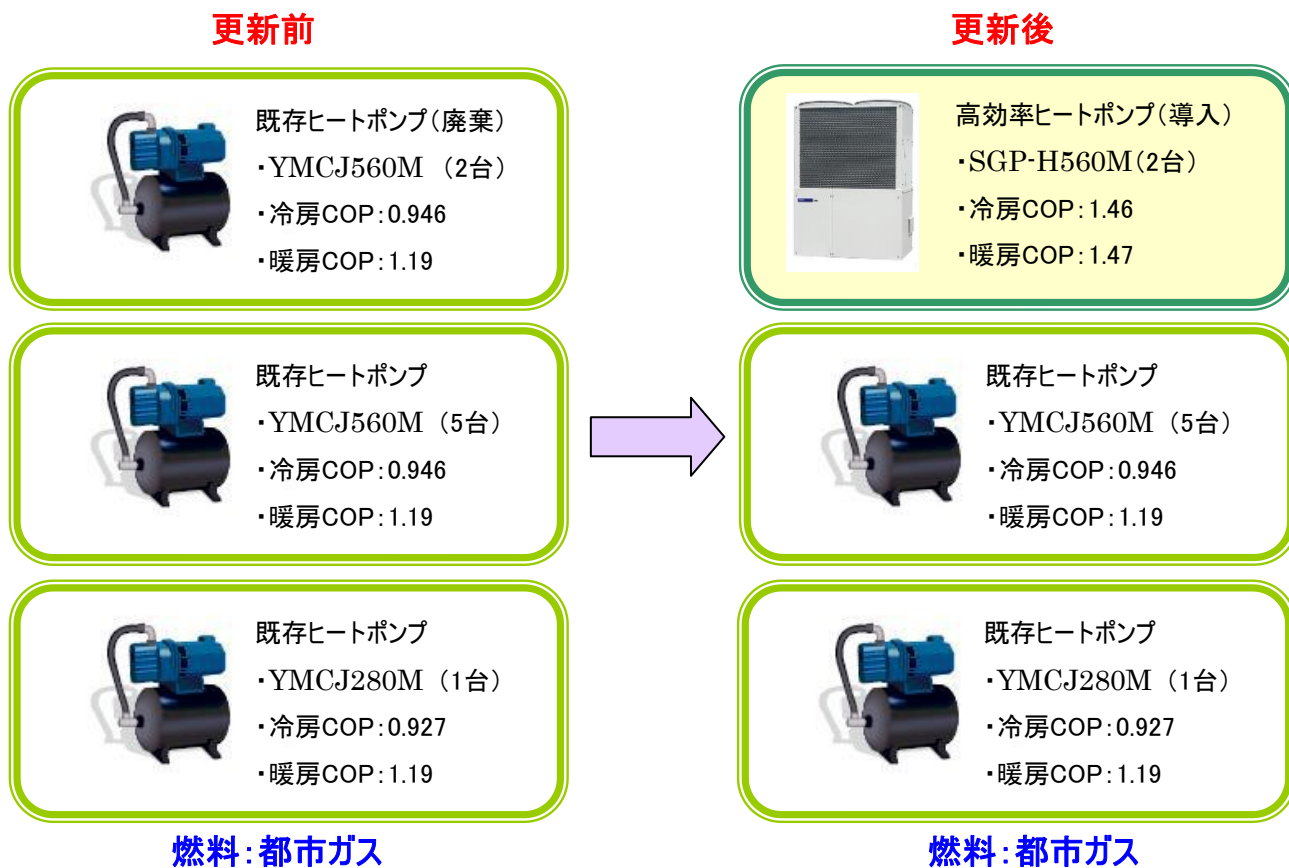 更新前
更新後
既存ヒートポンプ(廃棄)
・YMCJ560M (2台)
・冷房COP:0.946
・暖房COP:1.19
高効率ヒートポンプ(導入)
・SGP-H560M(2台)
・冷房COP:1.46
・暖房COP:1.47
既存ヒートポンプ
・YMCJ560M (5台)
・冷房COP:0.946
・暖房COP:1.19
既存ヒートポンプ
・YMCJ560M (5台)
・冷房COP:0.946
・暖房COP:1.19
既存ヒートポンプ
・YMCJ280M (1台)
・冷房COP:0.927
・暖房COP:1.19
既存ヒートポンプ
・YMCJ280M (1台)
・冷房COP:0.927
・暖房COP:1.19
燃料:都市ガス
燃料:都市ガス